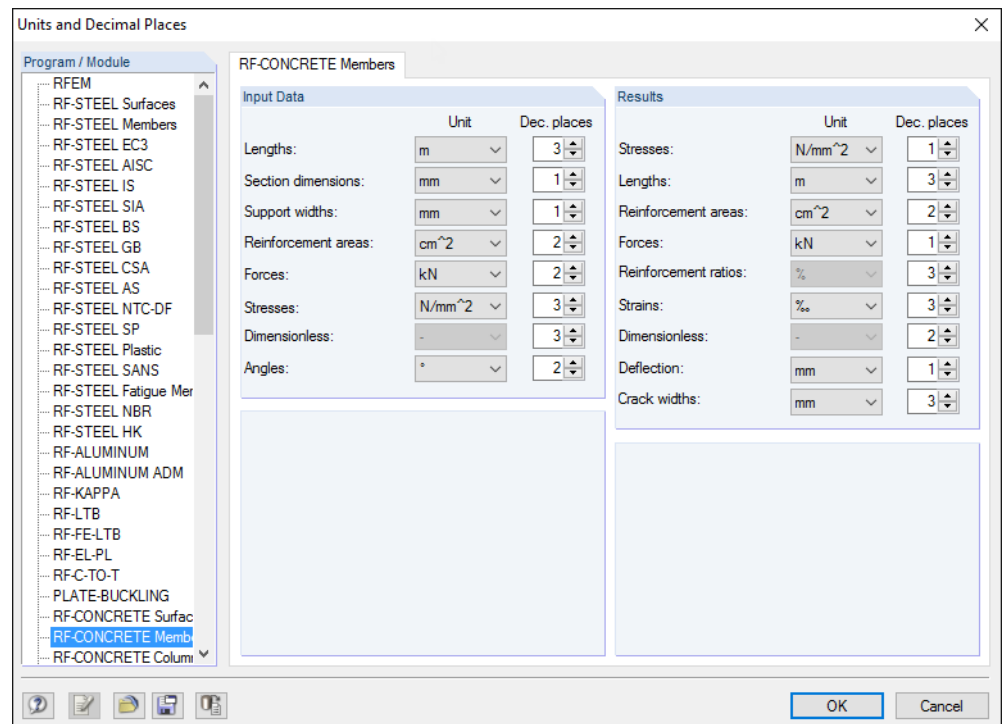 Units and Decimal Places
Program / Module
RFEM
RF-STEEL Surfaces
RF-STEEL Members
RF-STEEL EC3
RF-STEEL AISC
RF-STEEL IS
RF-STEEL SIA
RF-STEEL BS
RF-STEEL GB
RF-STEEL CSA
RF-STEEL AS
RF-STEEL NTC-DF
RF-STEEL SP
RF-STEEL Plastic
RF-STEEL SANS
RF-STEEL Fatigue Mer
RF-STEEL NBR
RF-STEEL HK
RF-ALUMINUM
RF-ALUMINUM ADM
RF-KAPPA
RF-LTB
RF-FE-LTB
RF-EL-PL
RF-C-TO-T
PLATE-BUCKLING
RF-CONCRETE Surfac
RF-CONCRETE Memb
RF-CONCRETE Colum
RF-CONCRETE Members
Input Data
Unit Dec. places
Lengths: m 3
Section dimensions: mm 1
Support widths: mm 1
Reinforcement areas: cm^2 2
Forces: kN 2
Stresses: N/mm^2 3
Dimensionless: - 3
Angles: ° 2
Results
Unit Dec. places
Stresses: N/mm^2 1
Lengths: m 3
Reinforcement areas: cm^2 2
Forces: kN 1
Reinforcement ratios: % 3
Strains: ‰ 3
Dimensionless: - 2
Deflection: mm 1
Crack widths: mm 3
OK Cancel